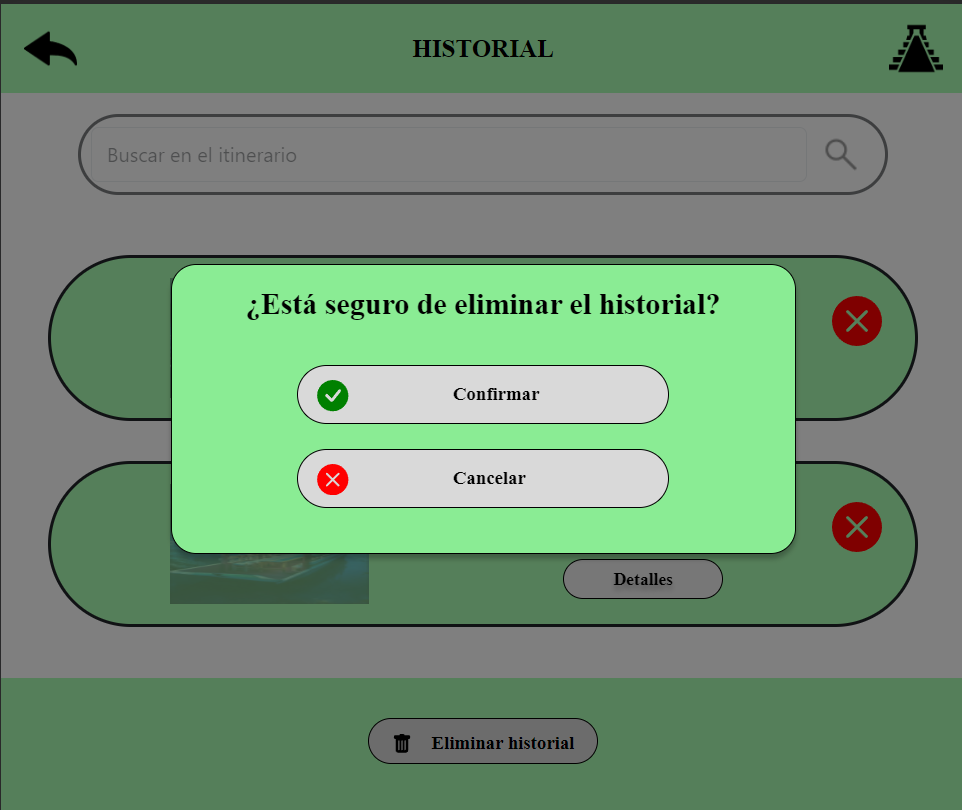 HISTORIAL
Buscar en el itinerario
¿Está seguro de eliminar el historial?
Confirmar
Cancelar
Detalles
Eliminar historial